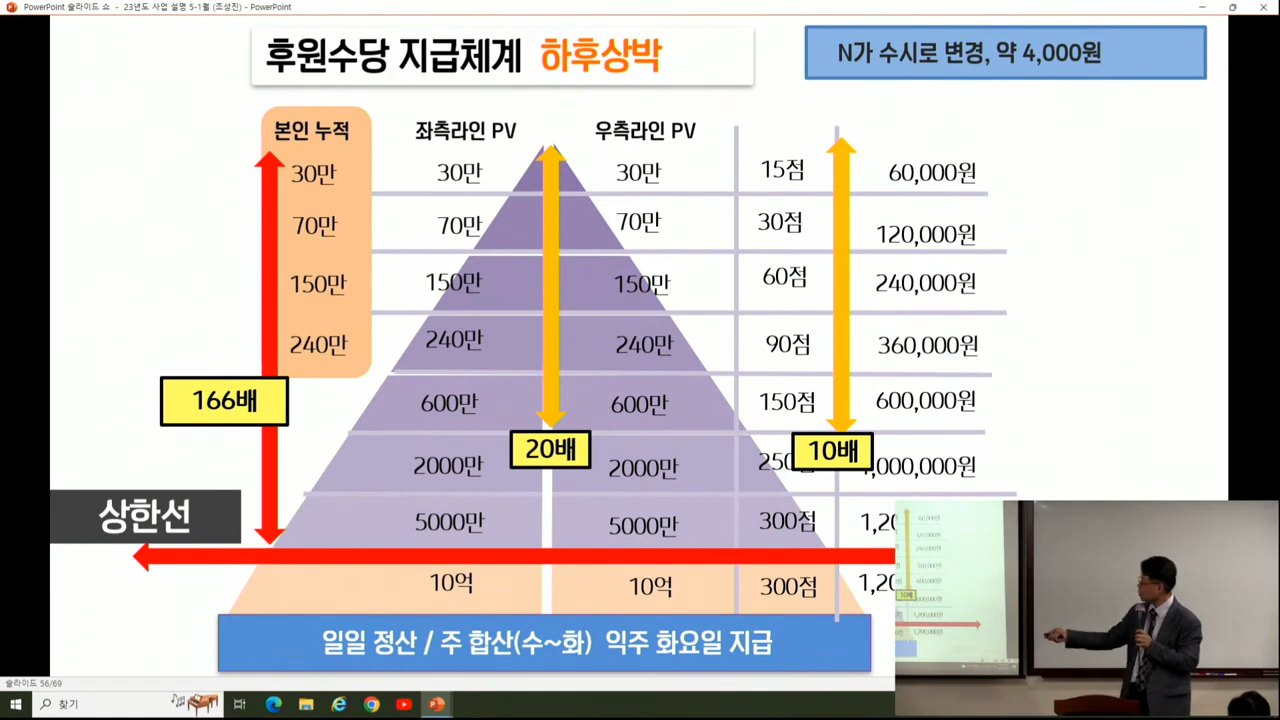 PowerPoint 슬라이드 쇼 - 23년도 사업 설명 5-1월 (조성진) - PowerPoint
후원수당 지급체계 하후상박
N가 수시로 변경, 약 4,000원
본인 누적 좌측라인 PV 우측라인 PV
30만 30만 30만 15점 60,000원
70만 70만 70만 30점 120,000원
150만 150만 150만 60점 240,000원
240만 240만 240만 90점 360,000원
166배 600만 600만 150점 600,000원
20배 10배
2000만 2000만 250 ,000,000원
상한선 5000만 5000만 300점 1,20
10억 10억 300점 1,20
일일 정산 / 주 합산(수~화) 익주 화요일 지급
슬라이드 56/69
찾기